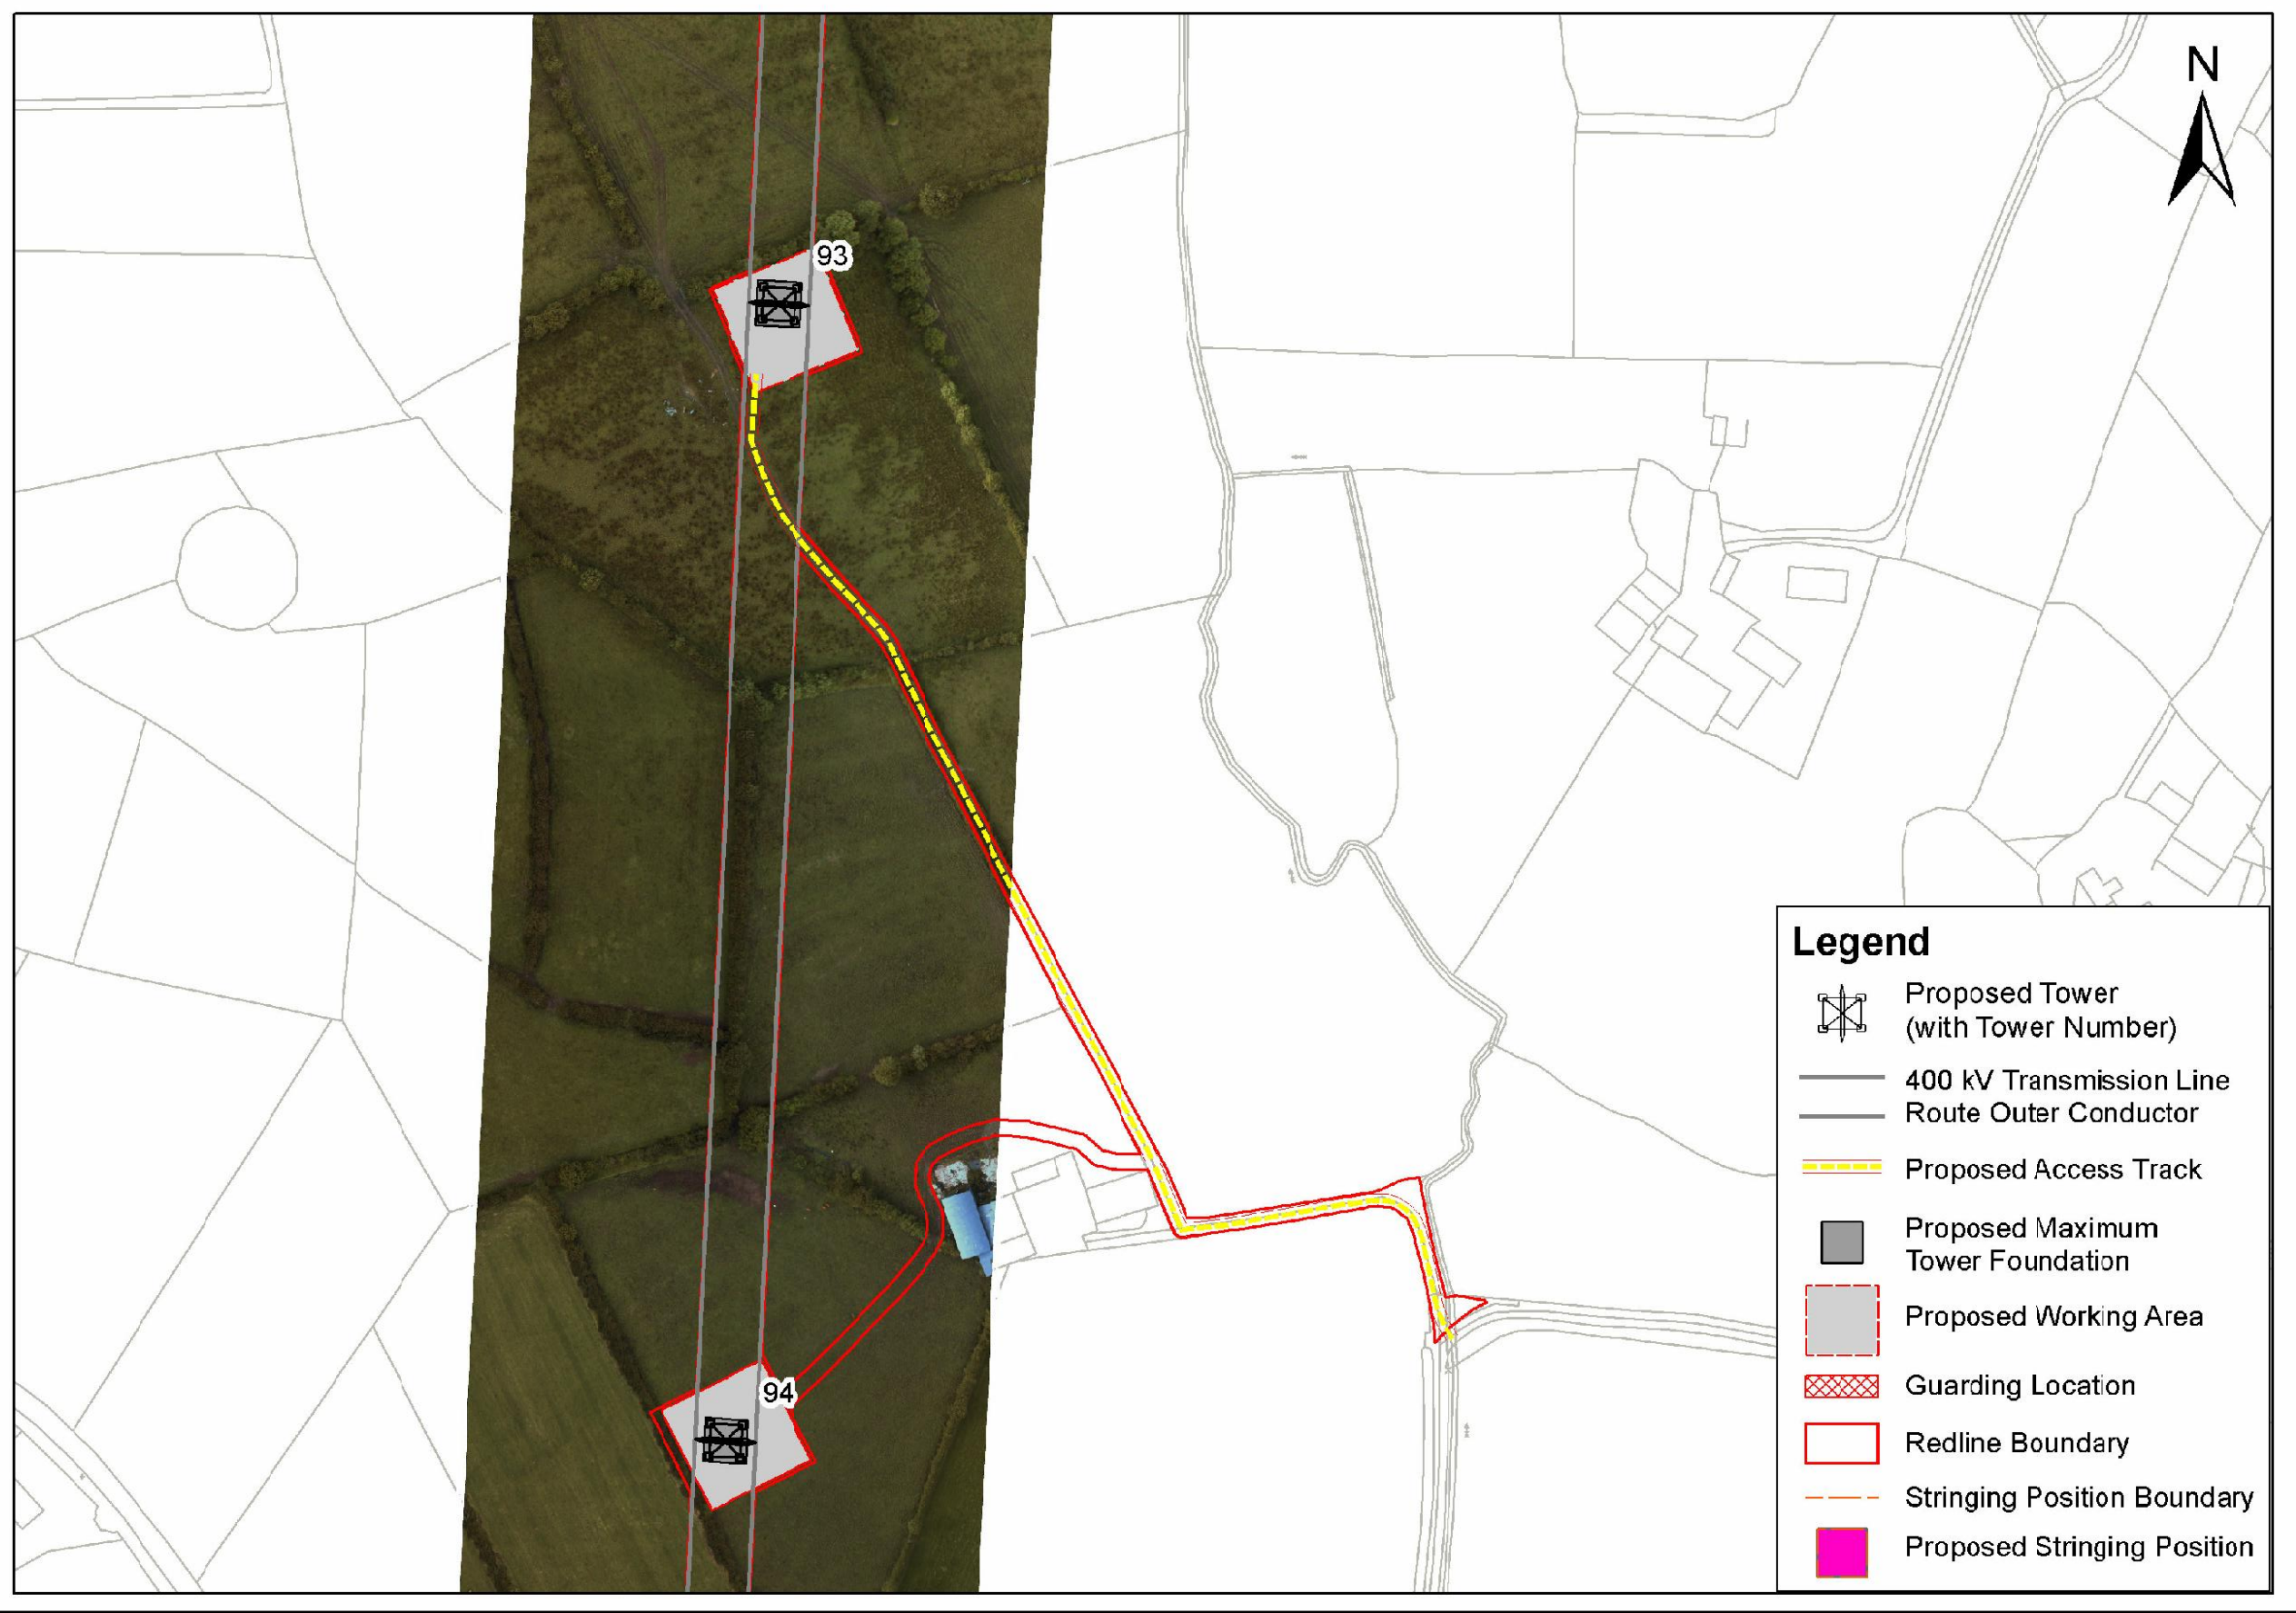 N
93
94
Legend
Proposed Tower
(with Tower Number)
400 kV Transmission Line
Route Outer Conductor
Proposed Access Track
Proposed Maximum
Tower Foundation
Proposed Working Area
Guarding Location
Redline Boundary
Stringing Position Boundary
Proposed Stringing Position